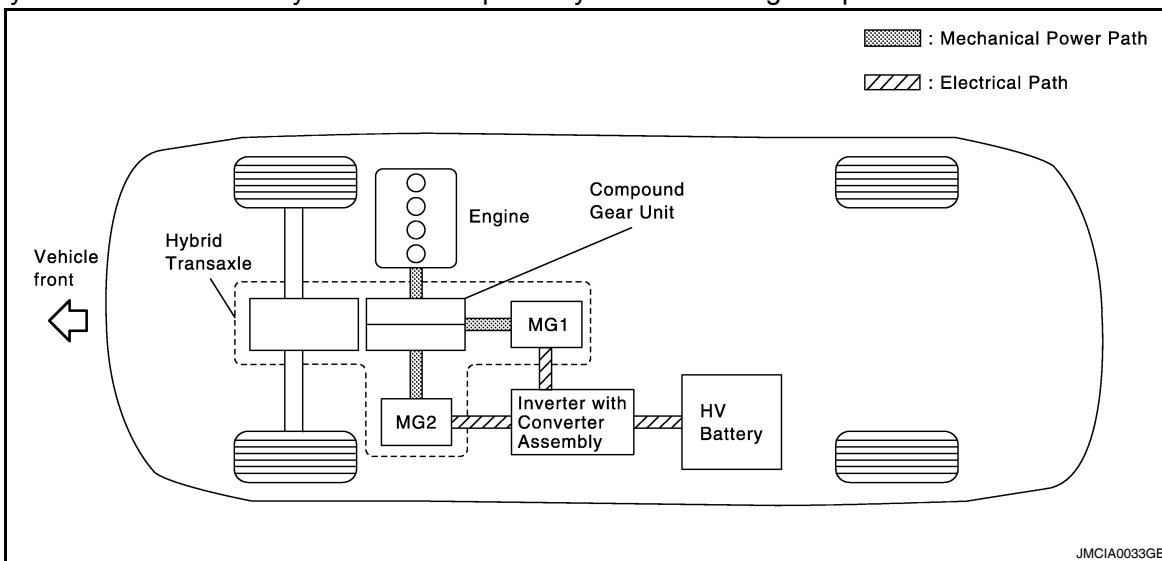 : Mechanical Power Path
: Electrical Path
Compound
Gear Unit
Engine
Hybrid
Transaxle
Vehicle
front
MG1
MG2
Inverter with
Converter
Assembly
HV
Battery
JMCIA0033GB